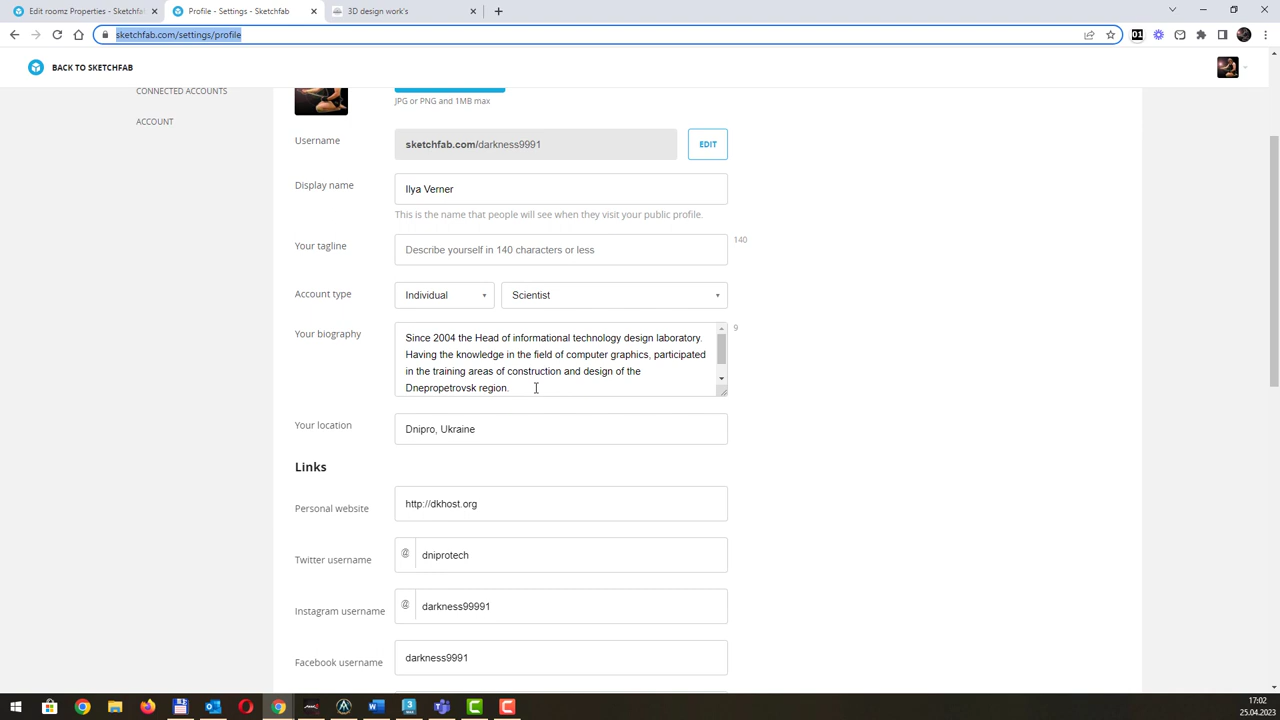 Edit roomz Properties - Sketchfab
Profile - Settings - Sketchfab
3D design work's
sketchfab.com/settings/profile
BACK TO SKETCHFAB
CONNECTED ACCOUNTS
ACCOUNT
JPG or PNG and 1MB max
Username
sketchfab.com/darkness9991
EDIT
Display name
Ilya Verner
This is the name that people will see when they visit your public profile.
Your tagline
Describe yourself in 140 characters or less
140
Account type
Individual
Scientist
Your biography
Since 2004 the Head of informational technology design laboratory.
Having the knowledge in the field of computer graphics, participated
in the training areas of construction and design of the
Dnepropetrovsk region.
9
Your location
Dnipro, Ukraine
Links
Personal website
http://dkhost.org
Twitter username
@ dniprotech
Instagram username
@ darkness99991
Facebook username
darkness9991
17:02
25.04.2023